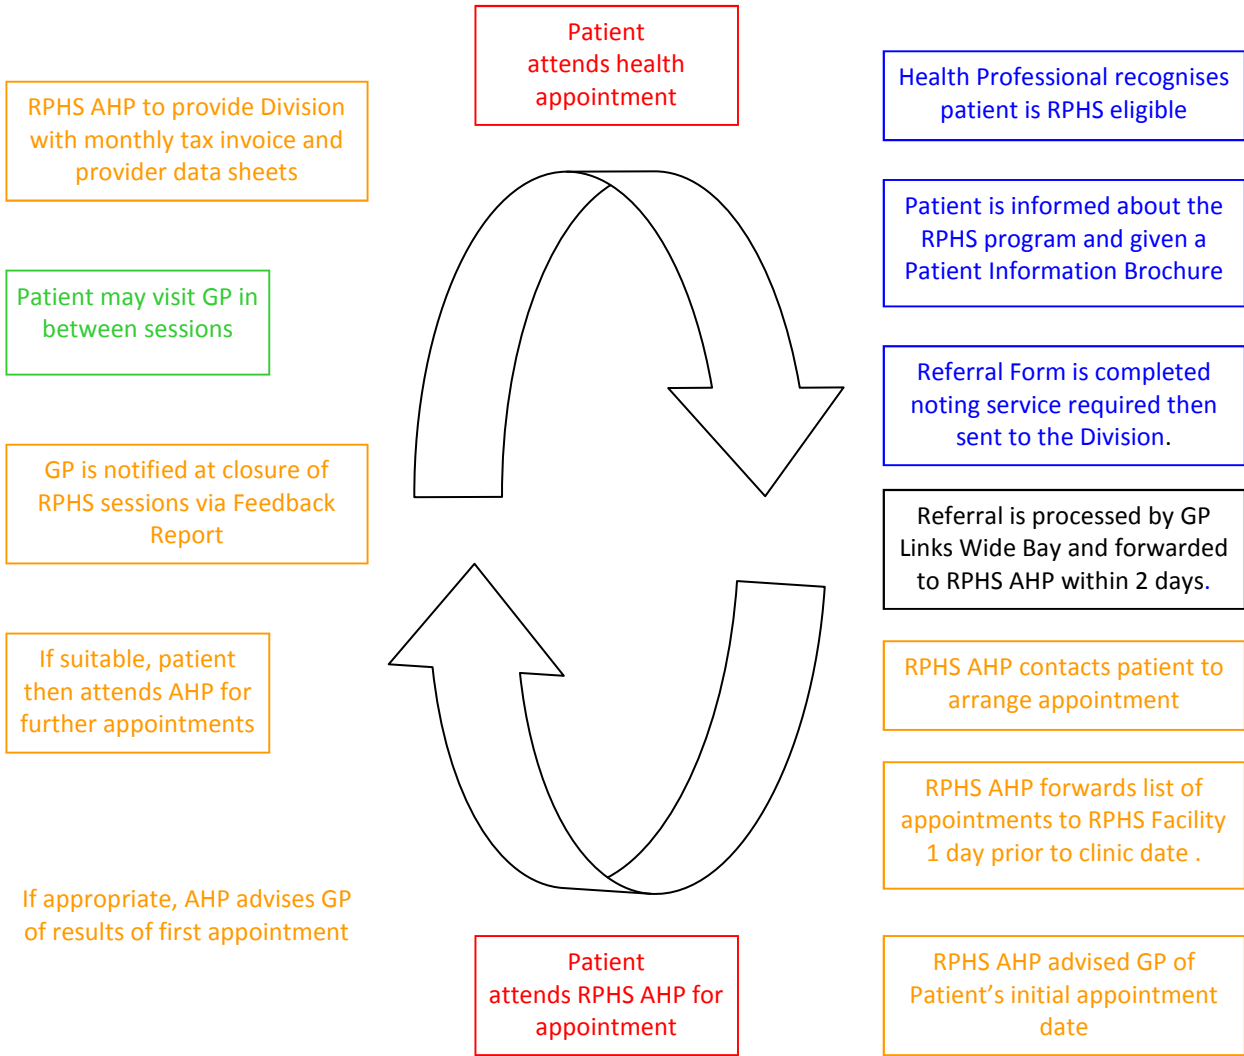 Patient
attends health
appointment
Health Professional recognises
patient is RPHS eligible
Patient is informed about the
RPHS program and given a
Patient Information Brochure
Referral Form is completed
noting service required then
sent to the Division.
Referral is processed by GP
Links Wide Bay and forwarded
to RPHS AHP within 2 days.
RPHS AHP contacts patient to
arrange appointment
RPHS AHP forwards list of
appointments to RPHS Facility
1 day prior to clinic date .
RPHS AHP advised GP of
Patient’s initial appointment
date
Patient
attends RPHS AHP for
appointment
If appropriate, AHP advises GP
of results of first appointment
If suitable, patient
then attends AHP for
further appointments
GP is notified at closure of
RPHS sessions via Feedback
Report
Patient may visit GP in
between sessions
RPHS AHP to provide Division
with monthly tax invoice and
provider data sheets